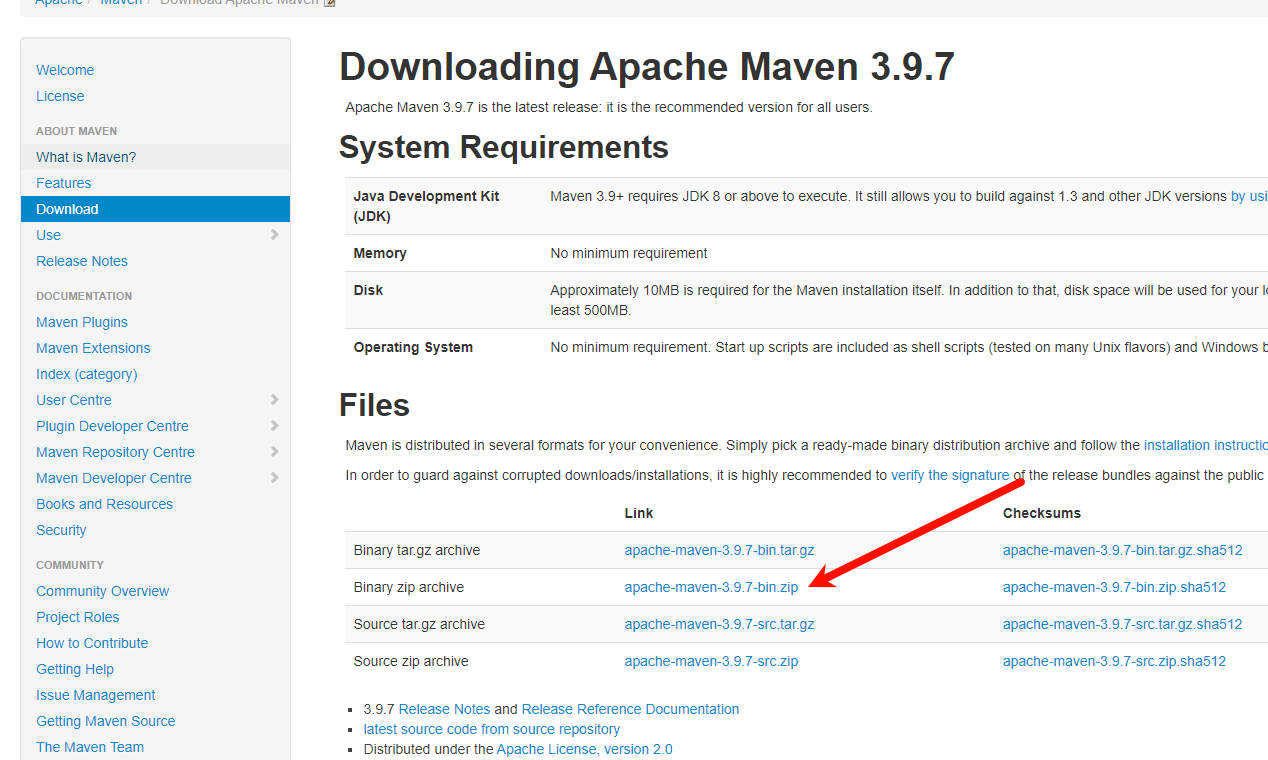 Apache / Maven / Download Apache Maven
Welcome
License
ABOUT MAVEN
What is Maven?
Features
Download
Use
Release Notes
DOCUMENTATION
Maven Plugins
Maven Extensions
Index (category)
User Centre
Plugin Developer Centre
Maven Repository Centre
Maven Developer Centre
Books and Resources
Security
COMMUNITY
Community Overview
Project Roles
How to Contribute
Getting Help
Issue Management
Getting Maven Source
The Maven Team
Downloading Apache Maven 3.9.7
Apache Maven 3.9.7 is the latest release: it is the recommended version for all users.
System Requirements
Java Development Kit (JDK) Maven 3.9+ requires JDK 8 or above to execute. It still allows you to build against 1.3 and other JDK versions by usi
Memory No minimum requirement
Disk Approximately 10MB is required for the Maven installation itself. In addition to that, disk space will be used for your lo
least 500MB.
Operating System No minimum requirement. Start up scripts are included as shell scripts (tested on many Unix flavors) and Windows b
Files
Maven is distributed in several formats for your convenience. Simply pick a ready-made binary distribution archive and follow the installation instructio
In order to guard against corrupted downloads/installations, it is highly recommended to verify the signature of the release bundles against the public
Link Checksums
Binary tar.gz archive apache-maven-3.9.7-bin.tar.gz apache-maven-3.9.7-bin.tar.gz.sha512
Binary zip archive apache-maven-3.9.7-bin.zip apache-maven-3.9.7-bin.zip.sha512
Source tar.gz archive apache-maven-3.9.7-src.tar.gz apache-maven-3.9.7-src.tar.gz.sha512
Source zip archive apache-maven-3.9.7-src.zip apache-maven-3.9.7-src.zip.sha512
3.9.7 Release Notes and Release Reference Documentation
latest source code from source repository
Distributed under the Apache License, version 2.0